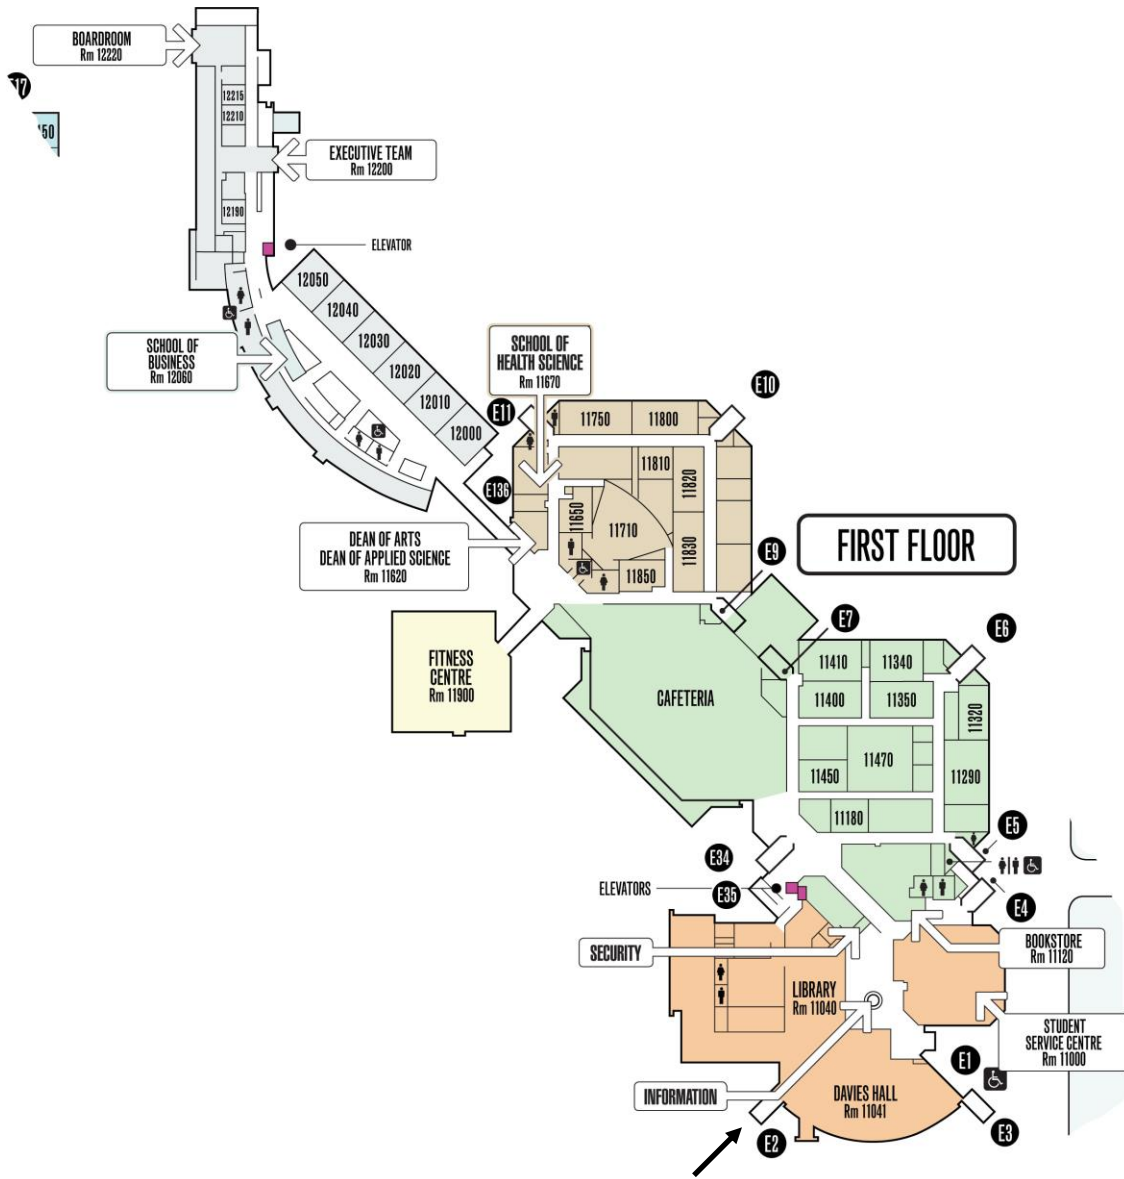 BOARDROOM
Rm 12220
E17
150
12215
12210
EXECUTIVE TEAM
Rm 12200
12190
ELEVATOR
12050
12040
12030
12020
12010
12000
SCHOOL OF
BUSINESS
Rm 12060
SCHOOL OF
HEALTH SCIENCE
Rm 11670
E11
E10
11750
11800
11810
11820
E136
11650
11710
11830
11850
DEAN OF ARTS
DEAN OF APPLIED SCIENCE
Rm 11620
FIRST FLOOR
E9
E7
E6
FITNESS
CENTRE
Rm 11900
CAFETERIA
11410
11340
11400
11350
11320
11470
11450
11290
11180
E5
E34
ELEVATORS
E35
E4
SECURITY
BOOKSTORE
Rm 11120
LIBRARY
Rm 11040
STUDENT
SERVICE CENTRE
Rm 11000
E1
INFORMATION
DAVIES HALL
Rm 11041
E2
E3